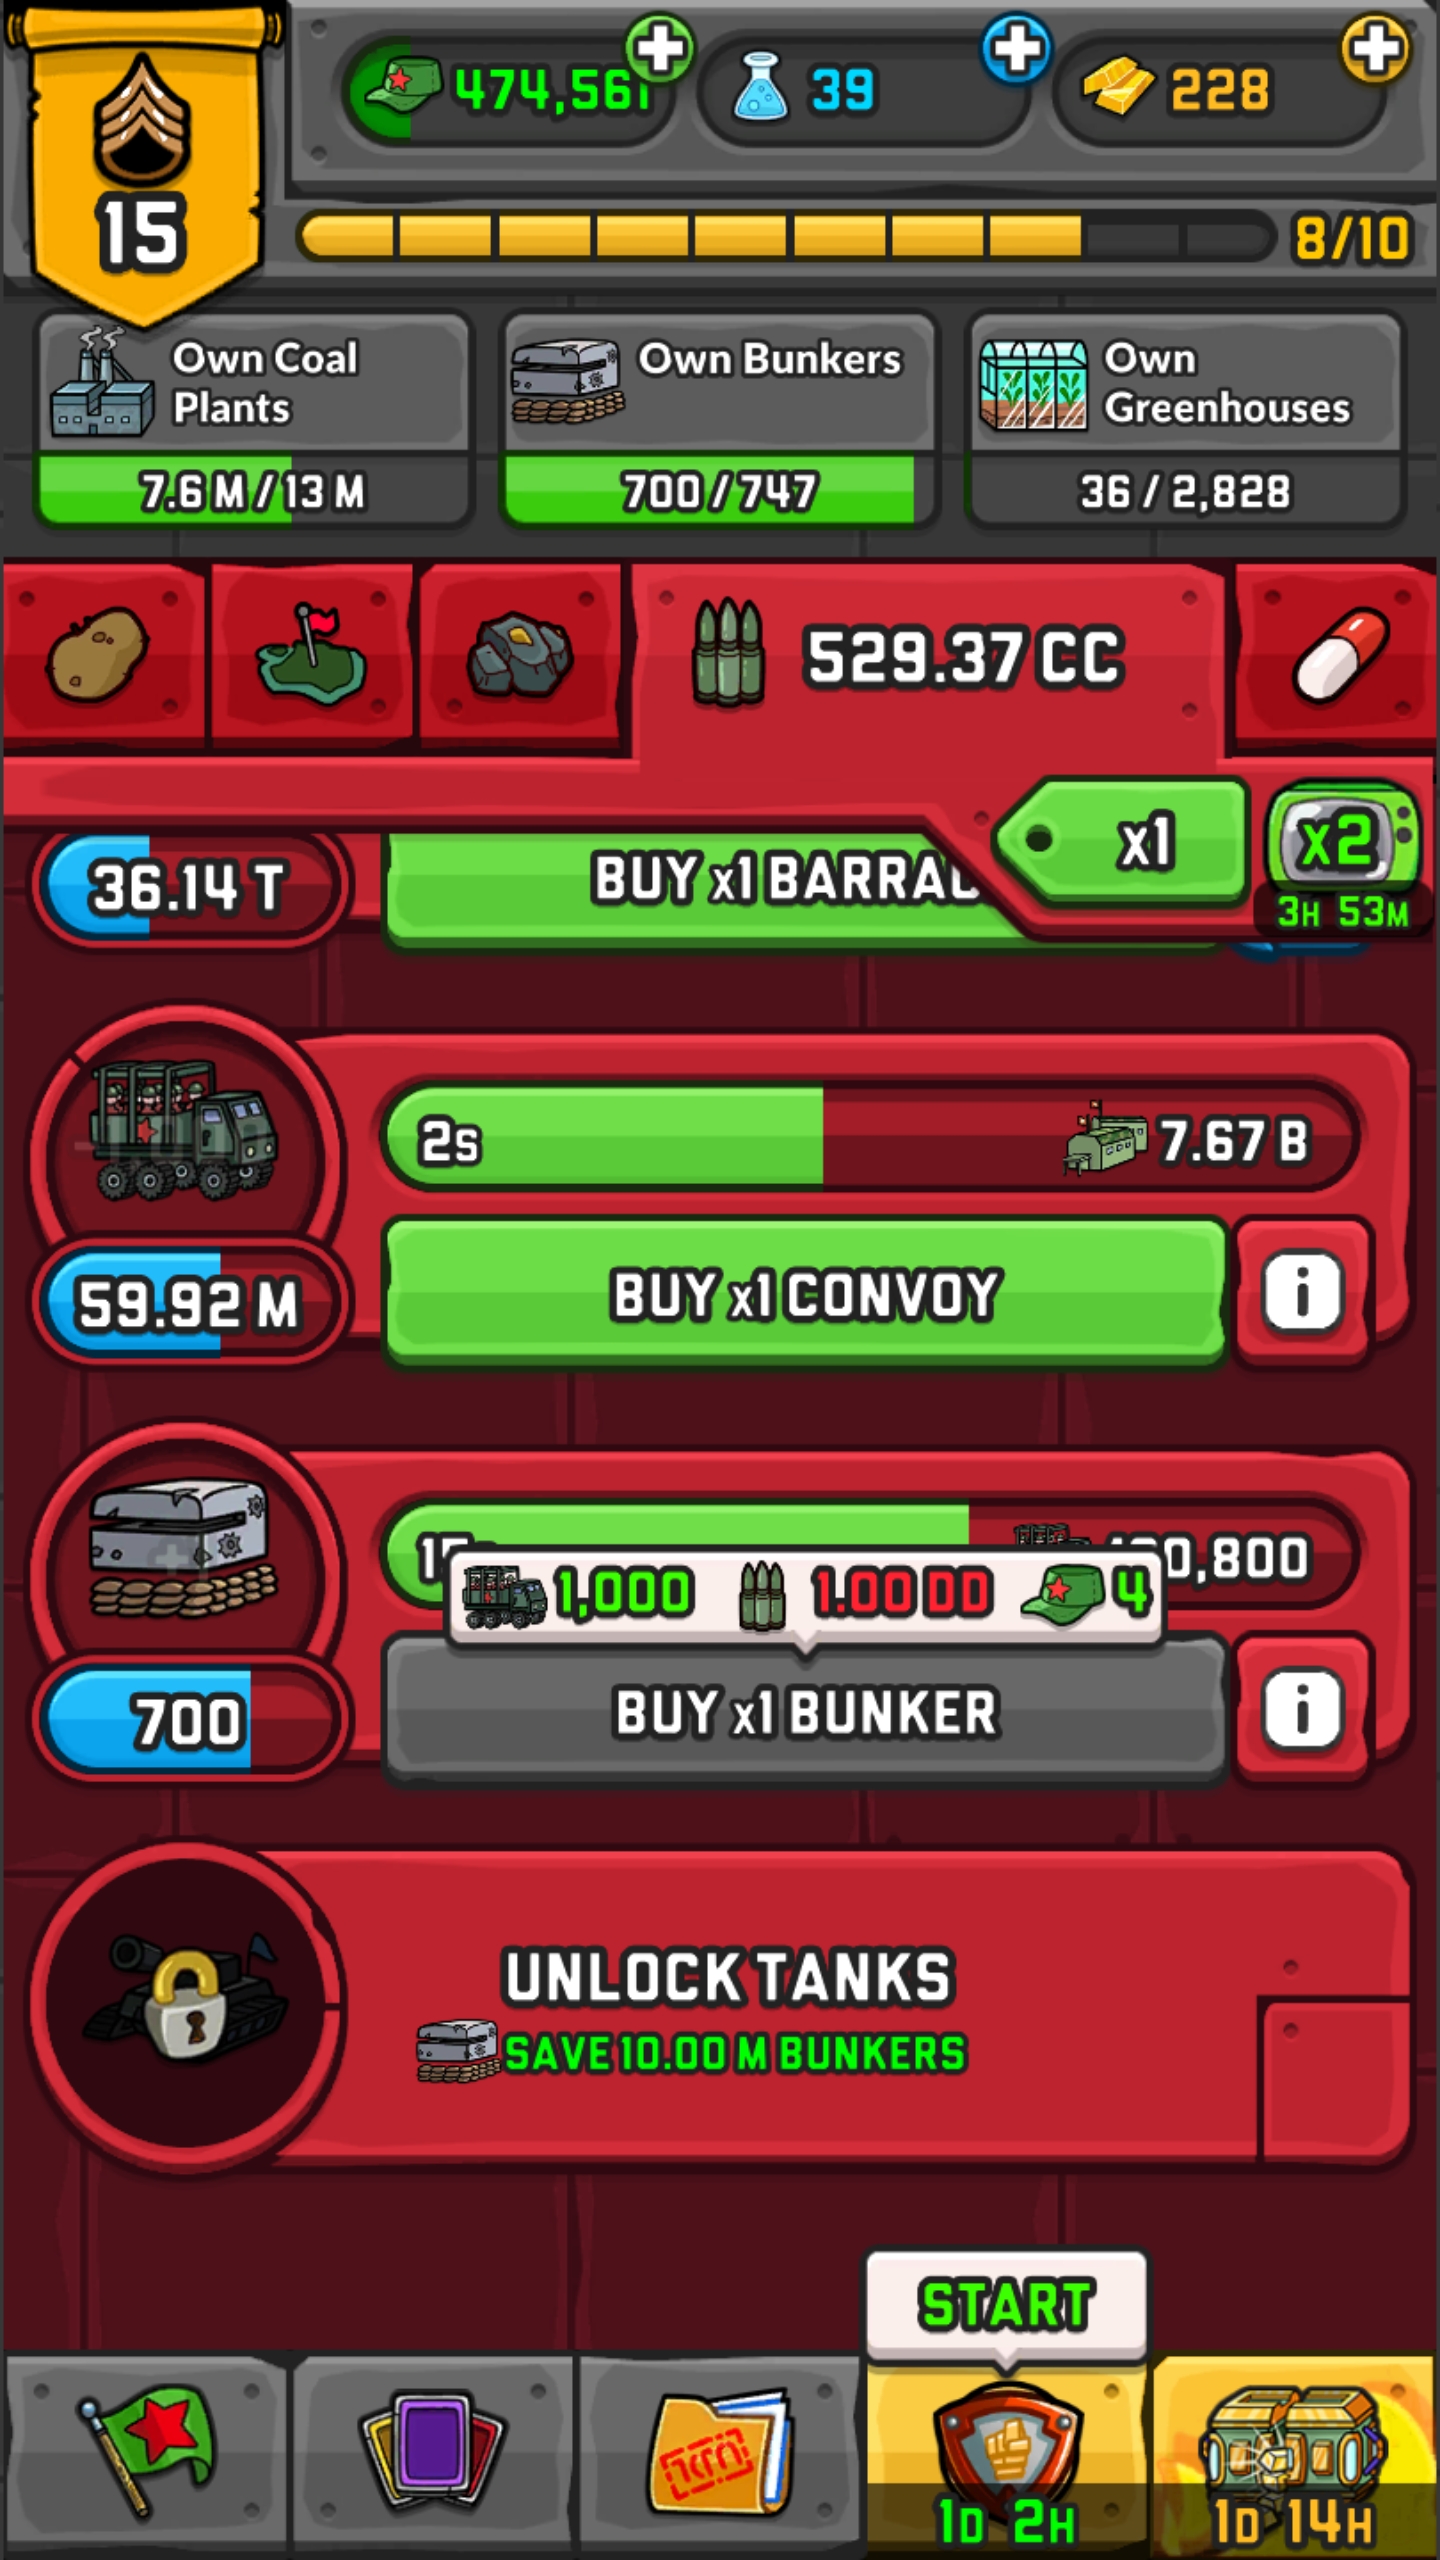 474,561
39
228
15
8/10
Own Coal
Plants
7.6 M / 13 M
Own Bunkers
700 / 747
Own
Greenhouses
36 / 2,828
529.37 CC
x1
x2
3H 53M
36.14 T
BUY x1 BARRAC
2s
7.67 B
59.92 M
BUY x1 CONVOY
0,800
1,000
1.00 DD
4
700
BUY x1 BUNKER
UNLOCK TANKS
SAVE 10.00 M BUNKERS
START
1D 2H
1D 14H